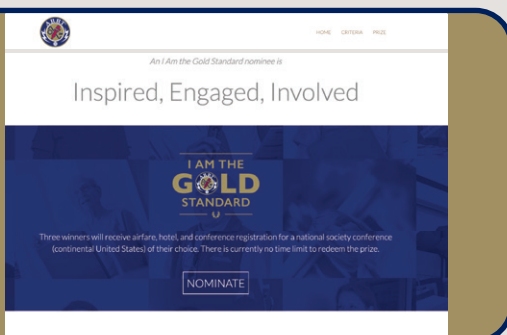 ARRT
HOME CRITERIA PRIZE
An I Am the Gold Standard nominee is
Inspired, Engaged, Involved
I AM THE
GOLD
STANDARD
Three winners will receive airfare, hotel, and conference registration for a national society conference
(continental United States) of their choice. There is currently no time limit to redeem the prize.
NOMINATE